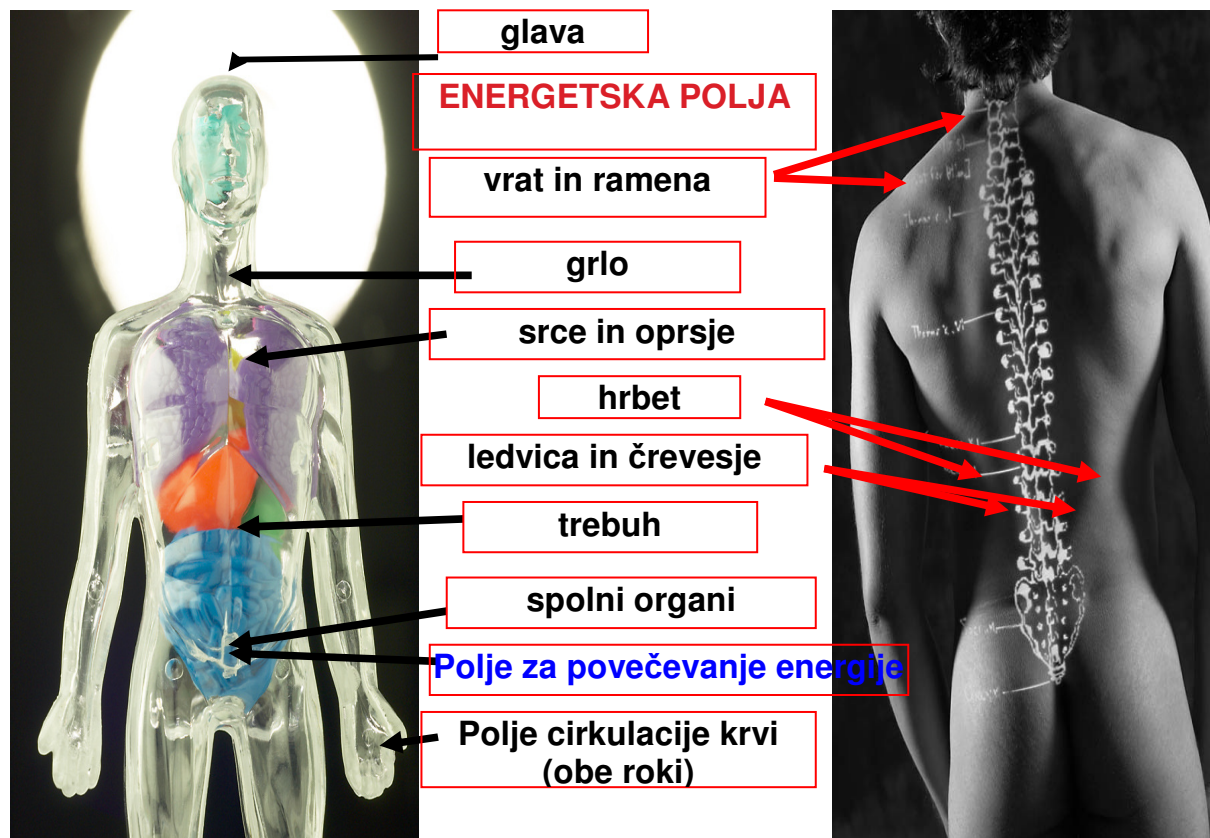 glava
ENERGETSKA POLJA
vrat in ramena
grlo
srce in oprsje
hrbet
ledvica in črevesje
trebuh
spolni organi
Polje za povečevanje energije
Polje cirkulacije krvi
(obe roki)